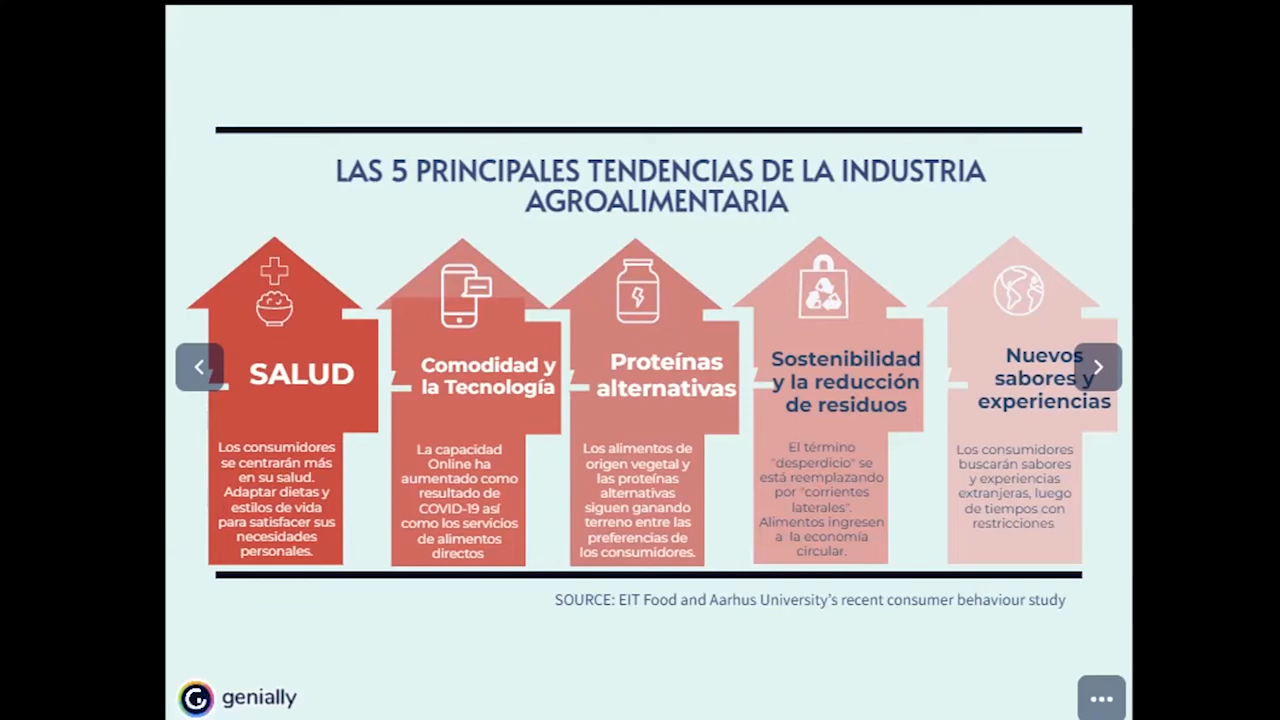 LAS 5 PRINCIPALES TENDENCIAS DE LA INDUSTRIA
AGROALIMENTARIA
SALUD
Los consumidores
se centrarán más
en su salud.
Adaptar dietas y
estilos de vida
para satisfacer sus
necesidades
personales.
Comodidad y
la Tecnología
La capacidad
Online ha
aumentado como
resultado de
COVID-19 así
como los servicios
de alimentos
directos
Proteínas
alternativas
Los alimentos de
origen vegetal y
las proteínas
alternativas
siguen ganando
terreno entre las
preferencias de
los consumidores.
Sostenibilidad
y la reducción
de residuos
El término
"desperdicio" se
está reemplazando
por "corrientes
laterales".
Alimentos ingresen
a la economía
circular.
Nuevos
sabores y
experiencias
Los consumidores
buscarán sabores
y experiencias
extranjeras, luego
de tiempos con
restricciones
SOURCE: EIT Food and Aarhus University's recent consumer behaviour study
genially